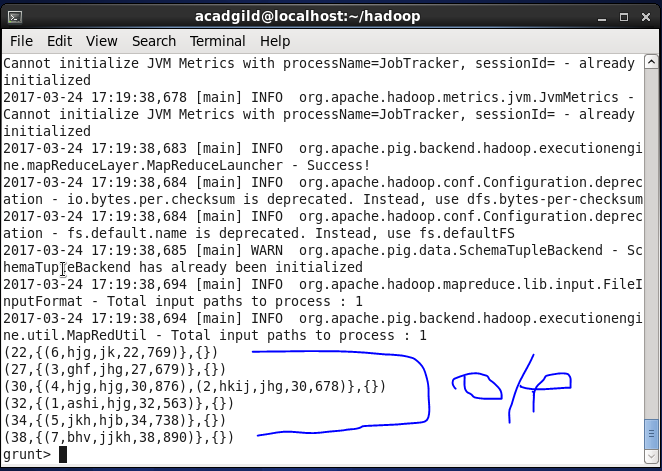 acadgild@localhost:~/hadoop
File Edit View Search Terminal Help
Cannot initialize JVM Metrics with processName=JobTracker, sessionId= - already
initialized
2017-03-24 17:19:38,678 [main] INFO  org.apache.hadoop.metrics.jvm.JvmMetrics -
Cannot initialize JVM Metrics with processName=JobTracker, sessionId= - already
initialized
2017-03-24 17:19:38,683 [main] INFO  org.apache.pig.backend.hadoop.executionengi
ne.mapReduceLayer.MapReduceLauncher - Success!
2017-03-24 17:19:38,684 [main] INFO  org.apache.hadoop.conf.Configuration.deprec
ation - io.bytes.per.checksum is deprecated. Instead, use dfs.bytes-per-checksum
2017-03-24 17:19:38,684 [main] INFO  org.apache.hadoop.conf.Configuration.deprec
ation - fs.default.name is deprecated. Instead, use fs.defaultFS
2017-03-24 17:19:38,685 [main] WARN  org.apache.pig.data.SchemaTupleBackend - Sc
hemaTupleBackend has already been initialized
2017-03-24 17:19:38,694 [main] INFO  org.apache.hadoop.mapreduce.lib.input.FileI
nputFormat - Total input paths to process : 1
2017-03-24 17:19:38,694 [main] INFO  org.apache.pig.backend.hadoop.executionengi
ne.util.MapRedUtil - Total input paths to process : 1
(22,{(6,hjg,jk,22,769)},{})
(27,{(3,ghf,jhg,27,679)},{})
(30,{(4,hjg,hjg,30,876),(2,hkij,jhg,30,678)},{})
(32,{(1,ashi,hjg,32,563)},{})
(34,{(5,jkh,hjb,34,738)},{})
(38,{(7,bhv,jjkh,38,890)},{})
O/P
grunt>